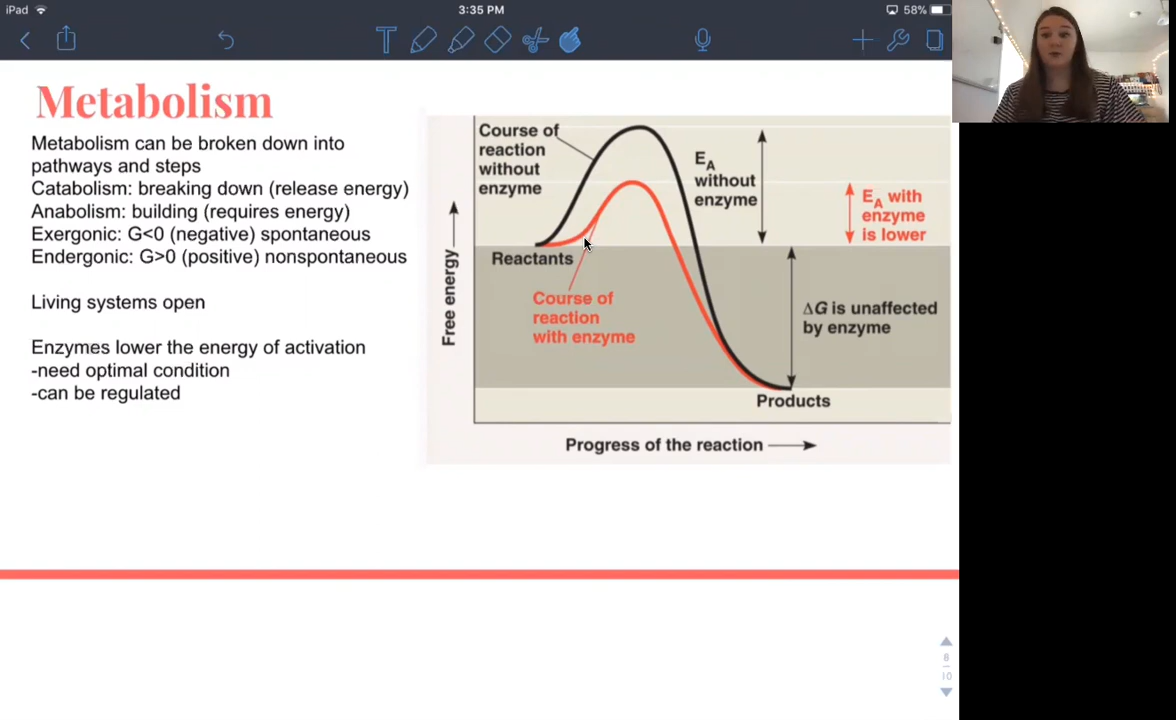 iPad
3:35 PM
58%
T
Metabolism
Metabolism can be broken down into
pathways and steps
Catabolism: breaking down (release energy)
Anabolism: building (requires energy)
Exergonic: G<0 (negative) spontaneous
Endergonic: G>0 (positive) nonspontaneous
Living systems open
Enzymes lower the energy of activation
-need optimal condition
-can be regulated
Course of
reaction
without
enzyme
EA
without
enzyme
EA with
enzyme
is lower
Reactants
Course of
reaction
with enzyme
ΔG is unaffected
by enzyme
Free energy
Products
Progress of the reaction
8
10